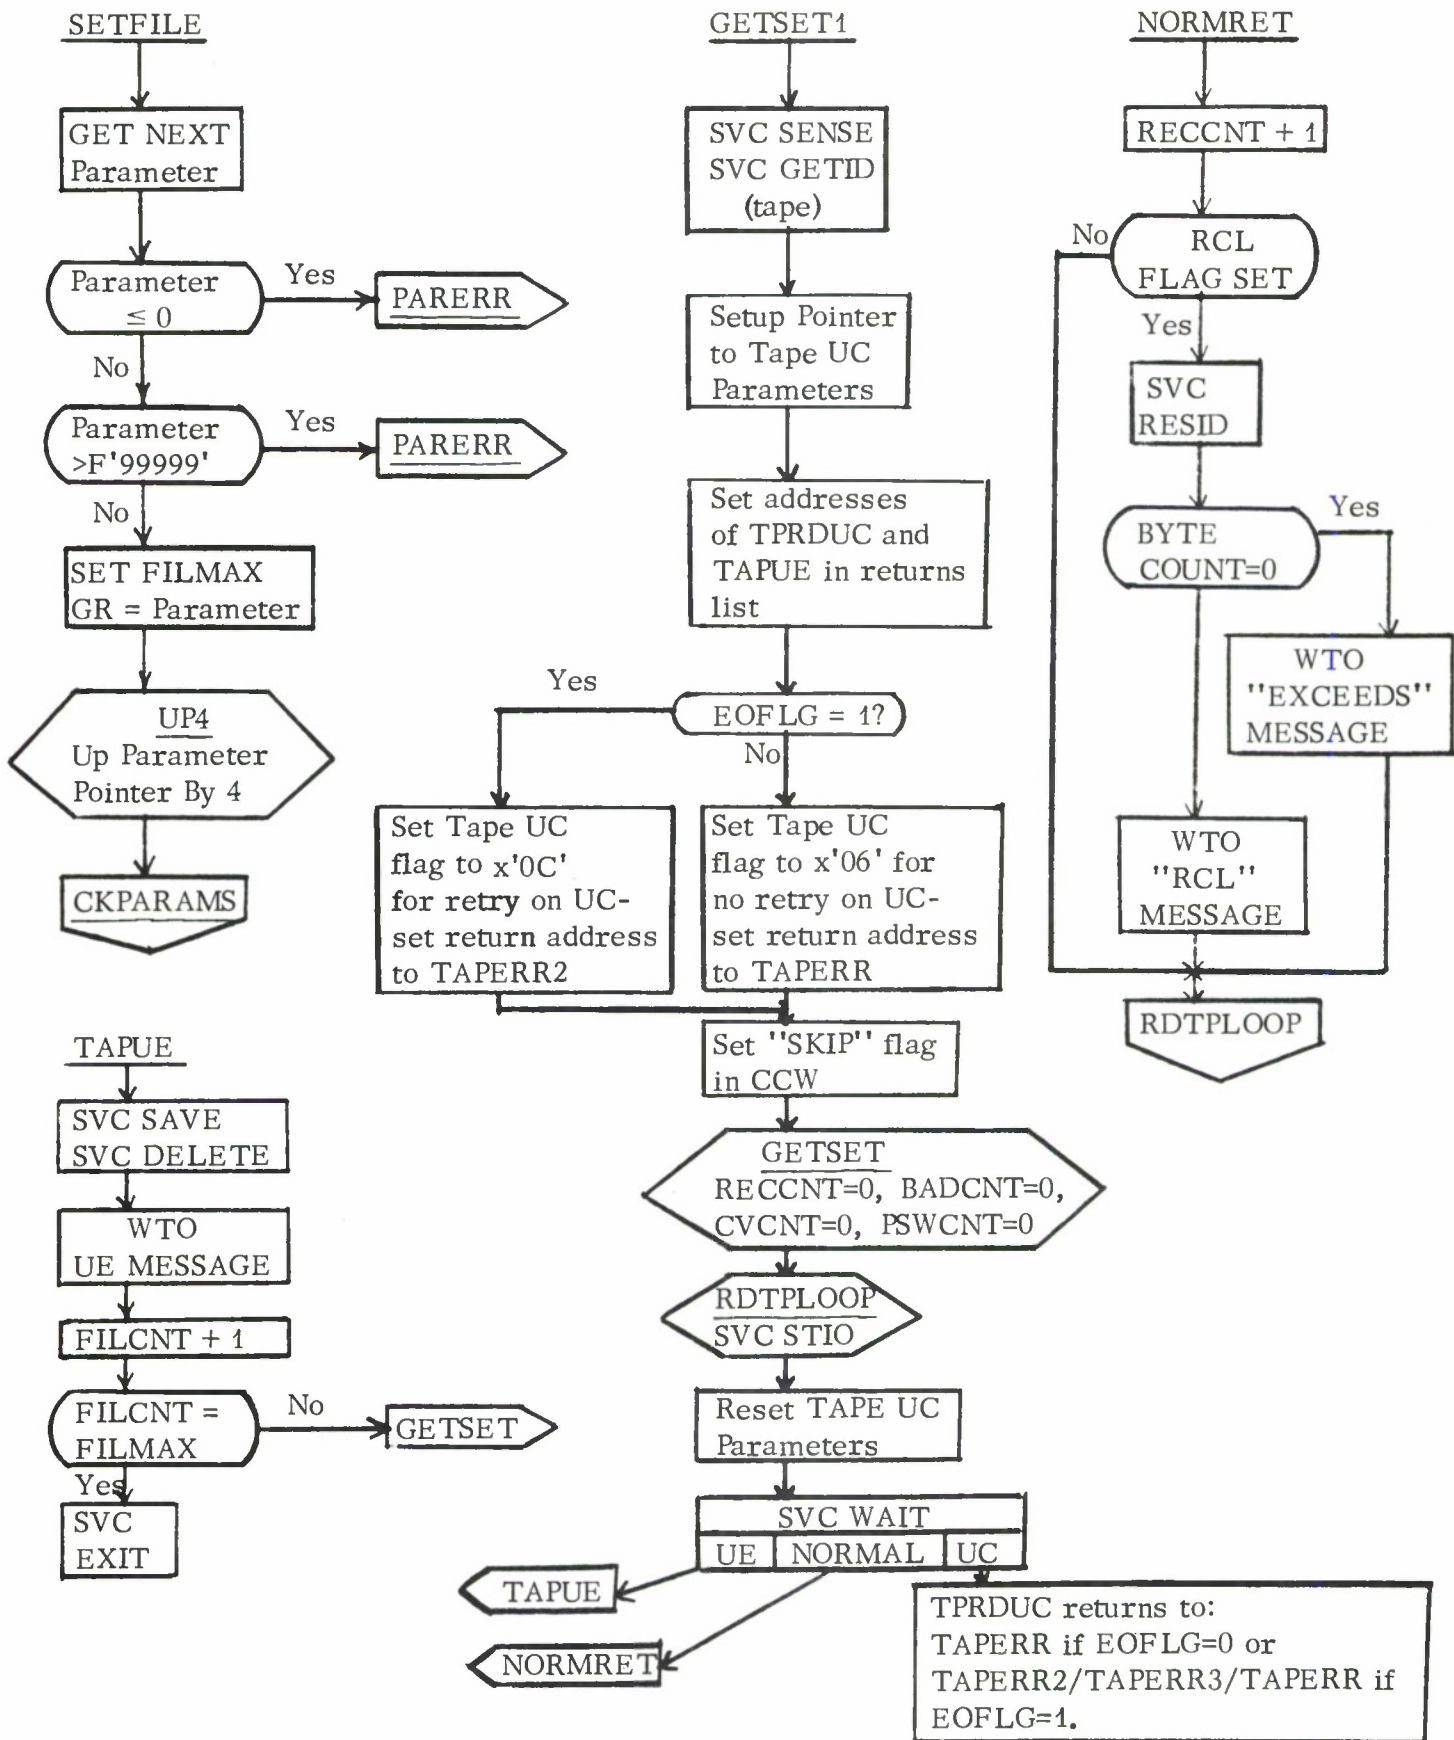 SETFILE
GET NEXT
Parameter
Parameter
≤ 0
Yes
PARERR
No
Parameter
>F'99999'
Yes
PARERR
No
SET FILMAX
GR = Parameter
UP4
Up Parameter
Pointer By 4
CKPARAMS
TAPUE
SVC SAVE
SVC DELETE
WTO
UE MESSAGE
FILCNT + 1
FILCNT =
FILMAX
No
GETSET
Yes
SVC
EXIT
GETSET1
SVC SENSE
SVC GETID
(tape)
Setup Pointer
to Tape UC
Parameters
Set addresses
of TPRDUC and
TAPUE in returns
list
EOFLG = 1?
Yes
No
Set Tape UC
flag to x'0C'
for retry on UC-
set return address
to TAPERR2
Set Tape UC
flag to x'06' for
no retry on UC-
set return address
to TAPERR
Set "SKIP" flag
in CCW
GETSET
RECCNT=0, BADCNT=0,
CVCNT=0, PSWCNT=0
RDTPLOOP
SVC STIO
Reset TAPE UC
Parameters
SVC WAIT
UE NORMAL UC
TAPUE
NORMRET
TPRDUC returns to:
TAPERR if EOFLG=0 or
TAPERR2/TAPERR3/TAPERR if
EOFLG=1.
NORMRET
RECCNT + 1
No
RCL
FLAG SET
Yes
SVC
RESID
BYTE
COUNT=0
Yes
WTO
"EXCEEDS"
MESSAGE
WTO
"RCL"
MESSAGE
RDTPLOOP